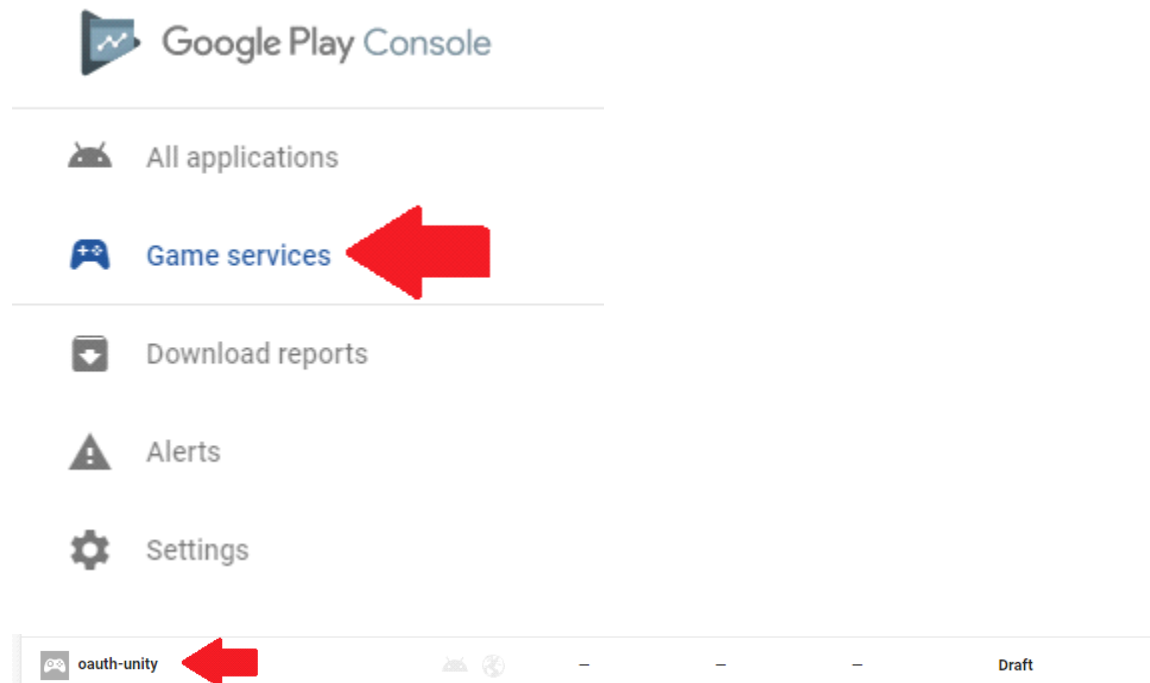 Google Play Console
All applications
Game services
Download reports
Alerts
Settings
oauth-unity – – – Draft